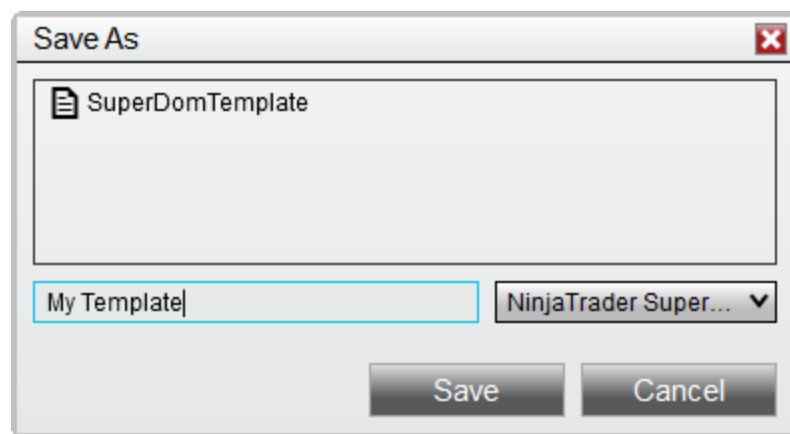 Save As
SuperDomTemplate
My Template
NinjaTrader Super...
Save
Cancel